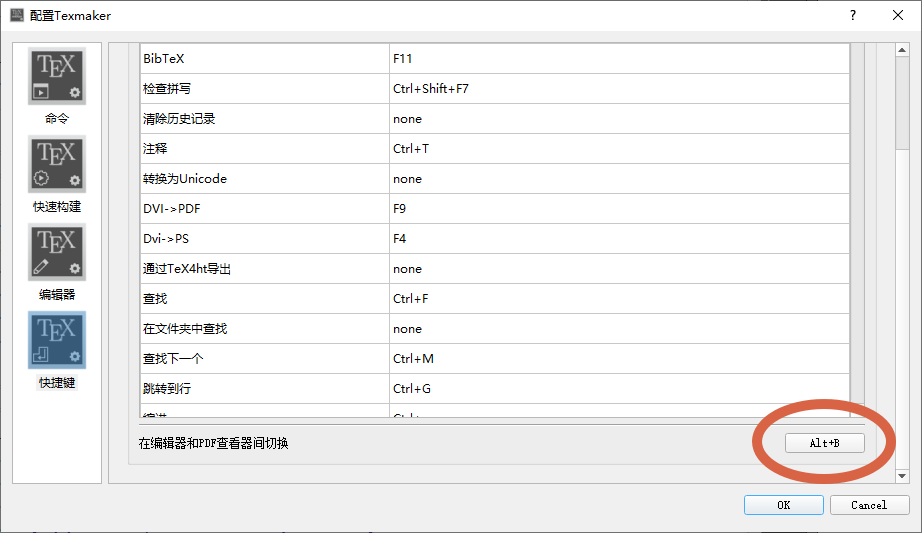 配置Texmaker
?
TEX
命令
TEX
快速构建
TEX
编辑器
TEX
快捷键
BibTeX F11
检查拼写 Ctrl+Shift+F7
清除历史记录 none
注释 Ctrl+T
转换为Unicode none
DVI->PDF F9
Dvi->PS F4
通过TeX4ht导出 none
查找 Ctrl+F
在文件夹中查找 none
查找下一个 Ctrl+M
跳转到行 Ctrl+G
在编辑器和PDF查看器间切换 Alt+B
OK Cancel